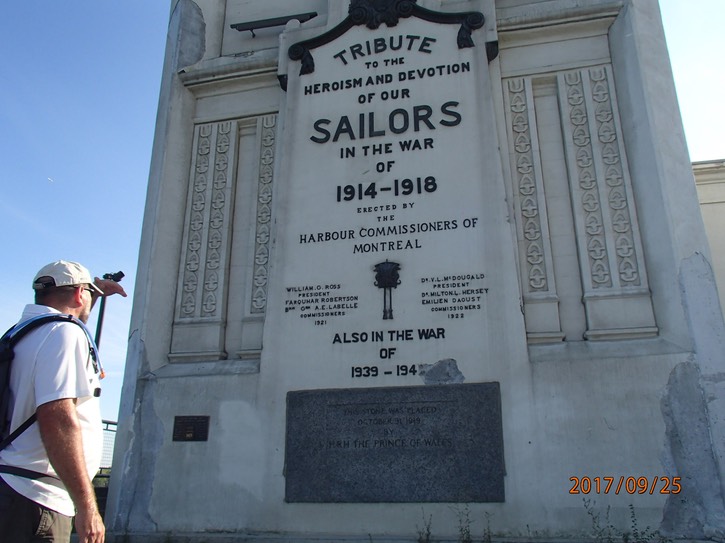 TRIBUTE
TO THE
HEROISM AND DEVOTION
OF OUR
SAILORS
IN THE WAR
OF
1914-1918
ERECTED BY
THE
HARBOUR COMMISSIONERS OF
MONTREAL
WILLIAM. O. ROSS
PRESIDENT
FARQUHAR ROBERTSON
A.E. LABELLE
COMMISSIONERS
1921
DR. V.L. McDOUGALD
PRESIDENT
DR. MILTON. L. HERSEY
EMILIEN DAOUST
COMMISSIONERS
1922
ALSO IN THE WAR
OF
1939 - 194
THIS STONE WAS PLACED
OCTOBER 31, 1919
BY
H.R.H THE PRINCE OF WALES
2017/09/25